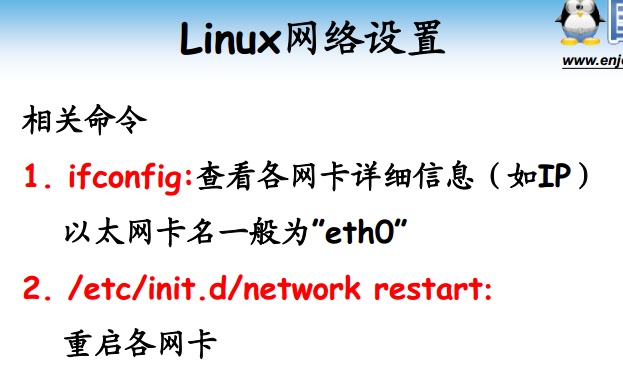 Linux网络设置
www.enj
相关命令
1. ifconfig:查看各网卡详细信息（如IP）
以太网卡名一般为”eth0”
2. /etc/init.d/network restart:
重启各网卡